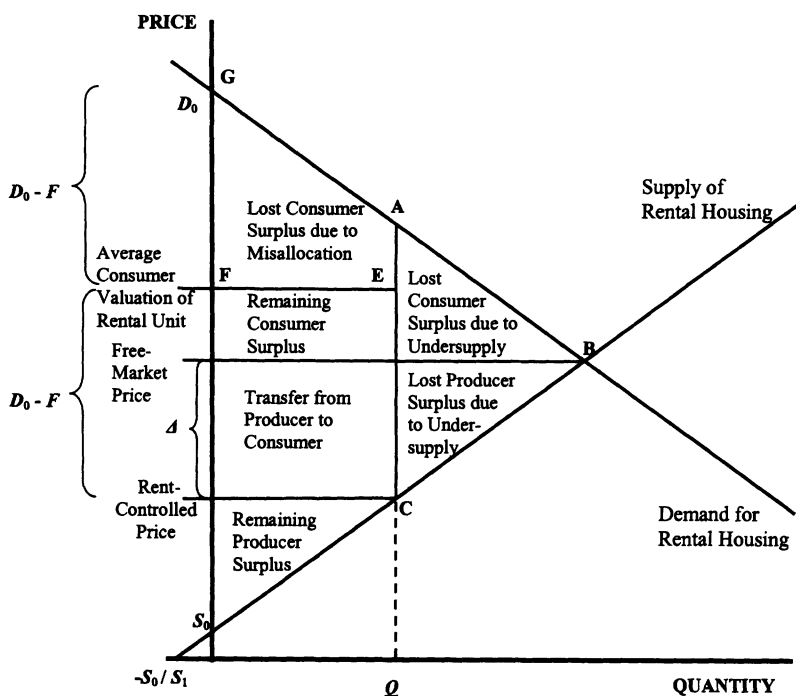 PRICE
G
D₀
D₀ - F
Lost Consumer
Surplus due to
Misallocation
A
Supply of
Rental Housing
Average
Consumer
Valuation of
Rental Unit
F
E
Remaining
Consumer
Surplus
Lost
Consumer
Surplus due to
Undersupply
B
Free-
Market
Price
D₀ - F
Δ
Transfer from
Producer to
Consumer
Lost Producer
Surplus due
to Under-
supply
Rent-
Controlled
Price
C
Remaining
Producer
Surplus
Demand for
Rental Housing
S₀
-S₀ / S₁
Q
QUANTITY